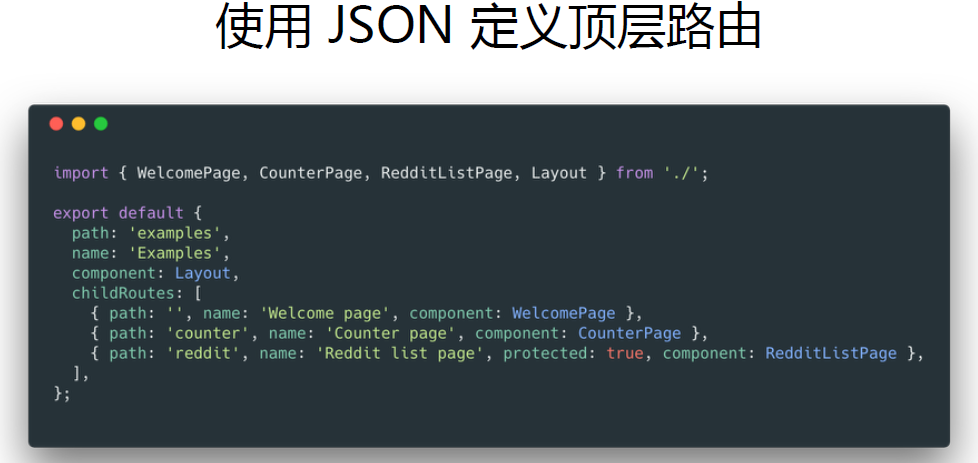 使用 JSON 定义顶层路由
import { WelcomePage, CounterPage, RedditListPage, Layout } from './';
export default {
  path: 'examples',
  name: 'Examples',
  component: Layout,
  childRoutes: [
    { path: '', name: 'Welcome page', component: WelcomePage },
    { path: 'counter', name: 'Counter page', component: CounterPage },
    { path: 'reddit', name: 'Reddit list page', protected: true, component: RedditListPage },
  ],
};